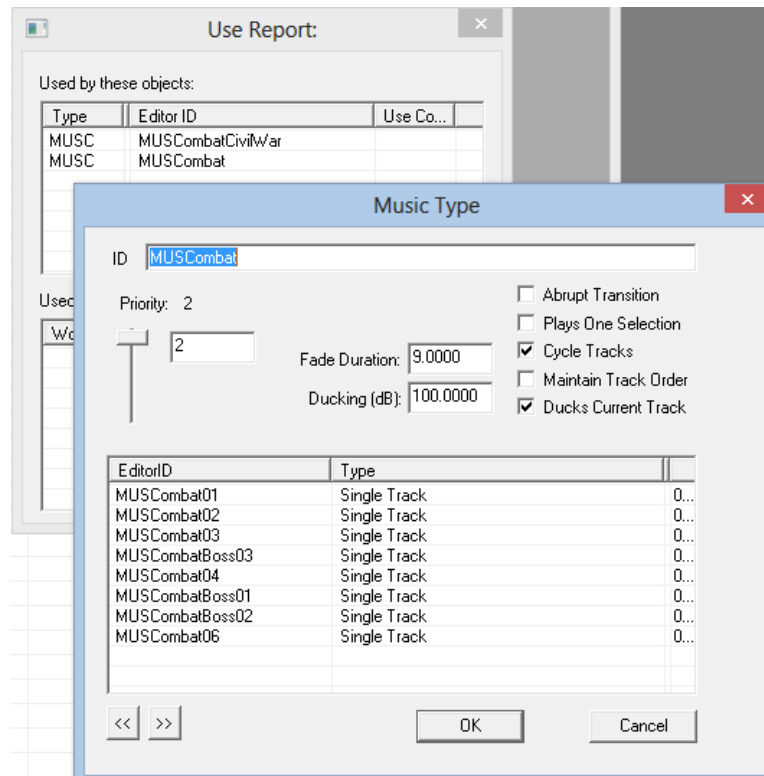 Use Report:
Used by these objects:
Type Editor ID Use Co...
MUSC MUSCombatCivilWar
MUSC MUSCombat
Music Type
ID MUSCombat
Used
Priority: 2
2
Fade Duration: 9.0000
Ducking (dB): 100.0000
Abrupt Transition
Plays One Selection
Cycle Tracks
Maintain Track Order
Ducks Current Track
Wo
EditorID Type
MUSCombat01 Single Track 0...
MUSCombat02 Single Track 0...
MUSCombat03 Single Track 0...
MUSCombatBoss03 Single Track 0...
MUSCombat04 Single Track 0...
MUSCombatBoss01 Single Track 0...
MUSCombatBoss02 Single Track 0...
MUSCombat06 Single Track 0...
<< >> OK Cancel